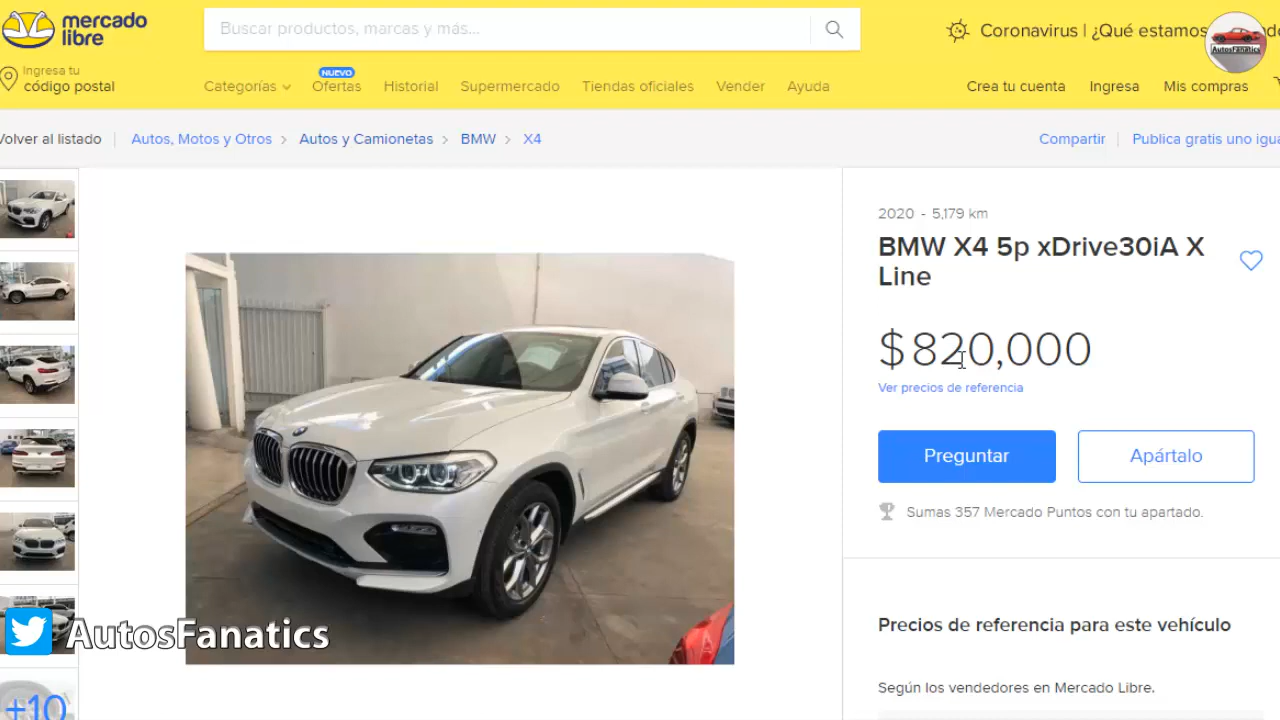 mercado
libre
Buscar productos, marcas y más...
Coronavirus | ¿Qué estamos
AutosFanatics
Ingresa tu
código postal
Categorías
NUEVO
Ofertas
Historial
Supermercado
Tiendas oficiales
Vender
Ayuda
Crea tu cuenta
Ingresa
Mis compras
Volver al listado
Autos, Motos y Otros > Autos y Camionetas > BMW > X4
Compartir
Publica gratis uno igua
2020 - 5,179 km
BMW X4 5p xDrive30iA X
Line
$ 820,000
Ver precios de referencia
Preguntar
Apártalo
Sumas 357 Mercado Puntos con tu apartado.
Precios de referencia para este vehículo
Según los vendedores en Mercado Libre.
AutosFanatics
+10